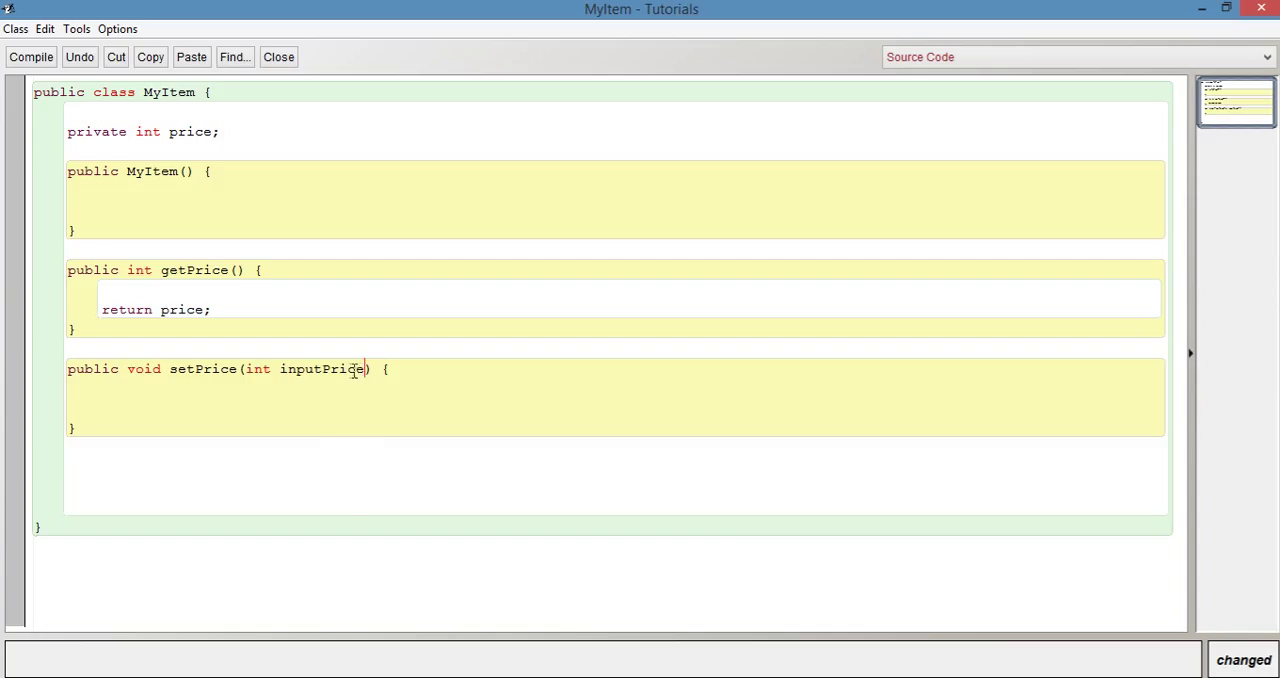 MyItem - Tutorials
Class Edit Tools Options
Compile Undo Cut Copy Paste Find... Close Source Code
public class MyItem {
private int price;
public MyItem() {
}
public int getPrice() {
return price;
}
public void setPrice(int inputPrice) {
}
}
changed